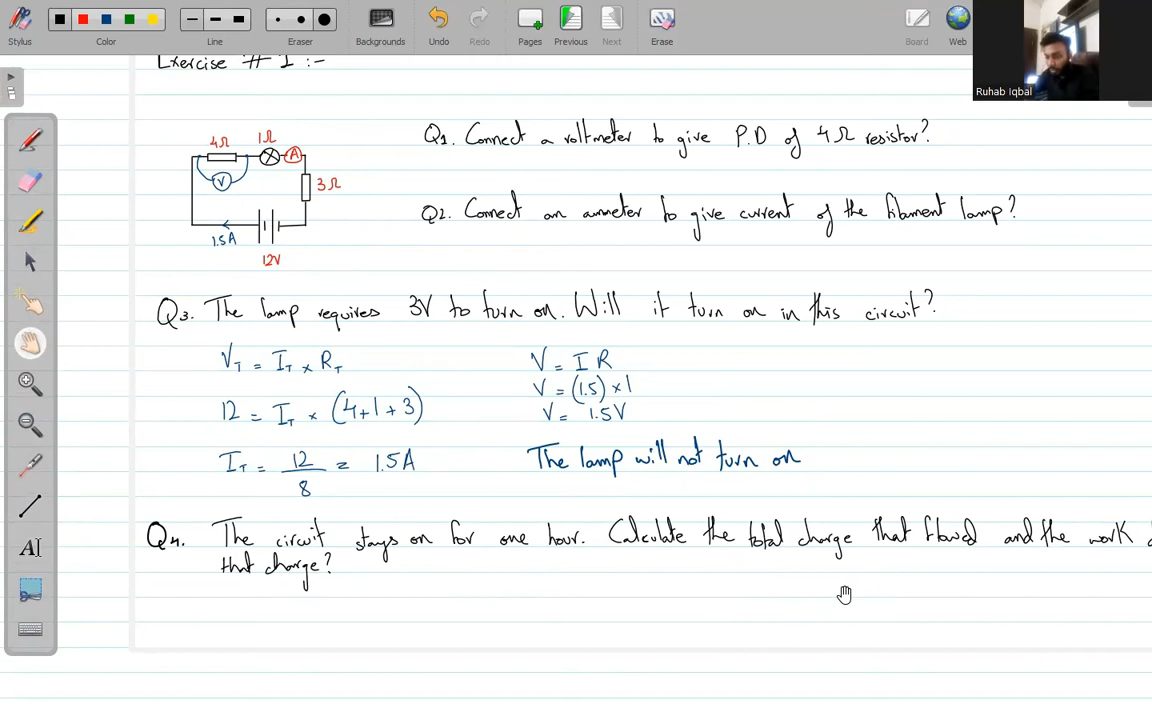 Stylus
Color
Line
Eraser
Backgrounds
Undo
Redo
Pages
Previous
Next
Erase
Board
Web
Ruhab Iqbal
Exercise # 1 :-
4Ω
1Ω
A
V
3Ω
1.5A
12V
Q1. Connect a voltmeter to give P.D of 4Ω resistor?
Q2. Connect an ammeter to give current of the filament lamp?
Q3. The lamp requires 3V to turn on. Will it turn on in this circuit?
V_T = I_T × R_T
12 = I_T × (4+1+3)
I_T = 12/8 = 1.5A
V = I R
V = (1.5) × 1
V = 1.5V
The lamp will not turn on
Q4. The circuit stays on for one hour. Calculate the total charge that flowed and the work
that charge?
A